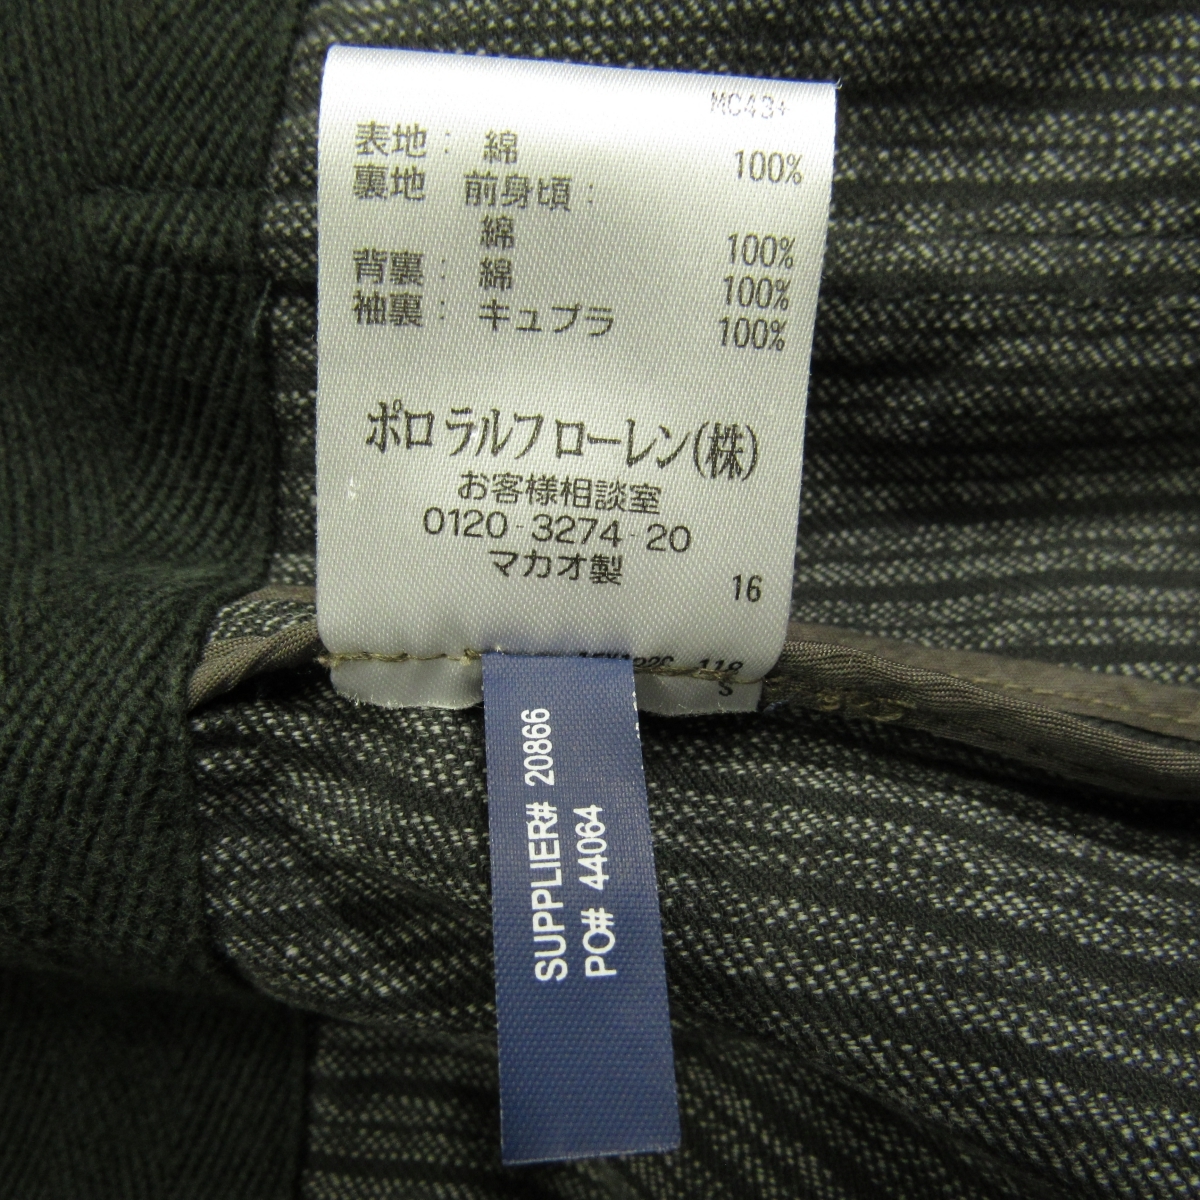 MC43+
表地： 綿 100%
裏地 前身頃：
綿 100%
背裏： 綿 100%
袖裏： キュプラ 100%
ポロ ラルフ ローレン(株)
お客様相談室
0120-3274-20
マカオ製
16
S
SUPPLIER# 20866
PO# 44064